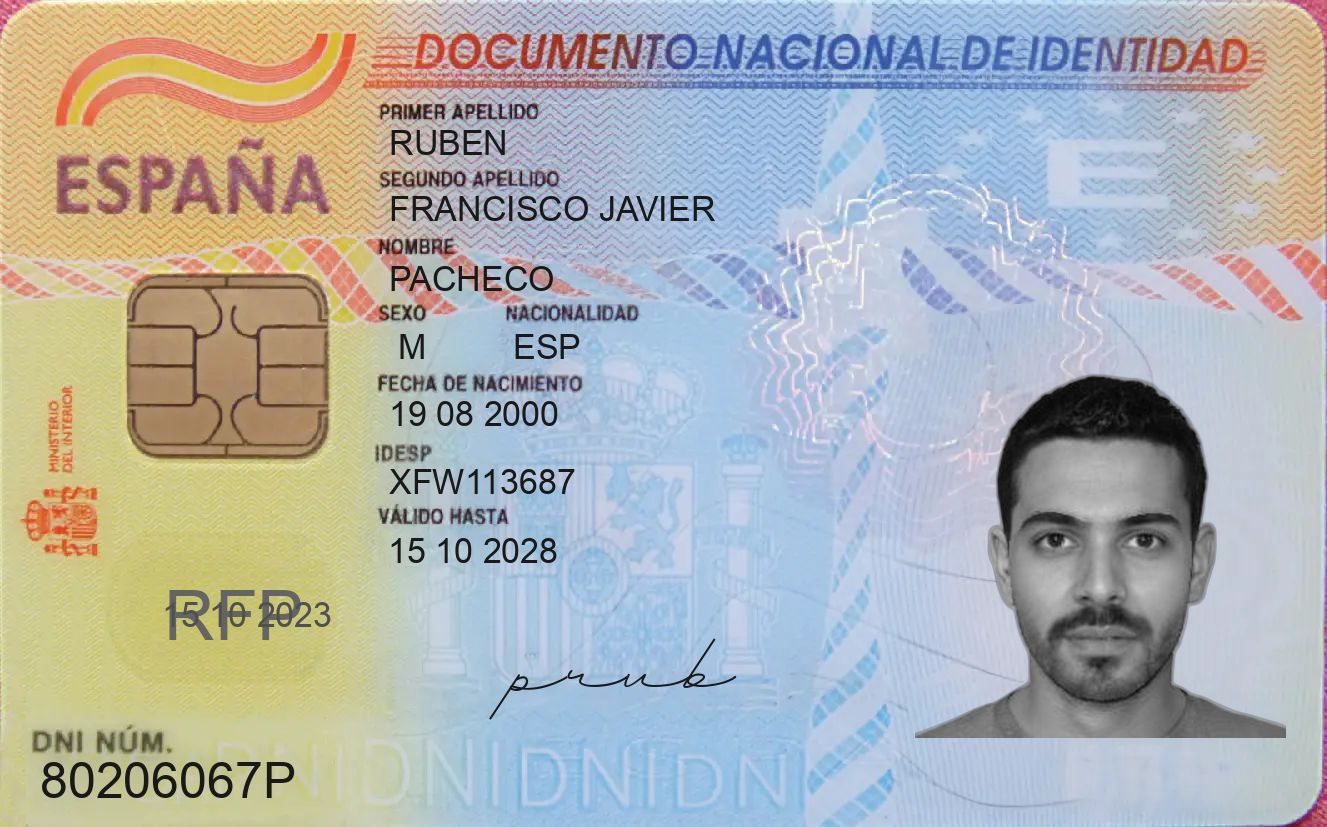 DOCUMENTO NACIONAL DE IDENTIDAD
ESPAÑA
PRIMER APELLIDO
RUBEN
SEGUNDO APELLIDO
FRANCISCO JAVIER
NOMBRE
PACHECO
SEXO NACIONALIDAD
M ESP
FECHA DE NACIMIENTO
19 08 2000
IDESP
XFW113687
VÁLIDO HASTA
15 10 2028
MINISTERIO
DEL INTERIOR
E
RFP
15 10 2023
prub
DNI NÚM.
80206067P
DNIDNIDNIDNI